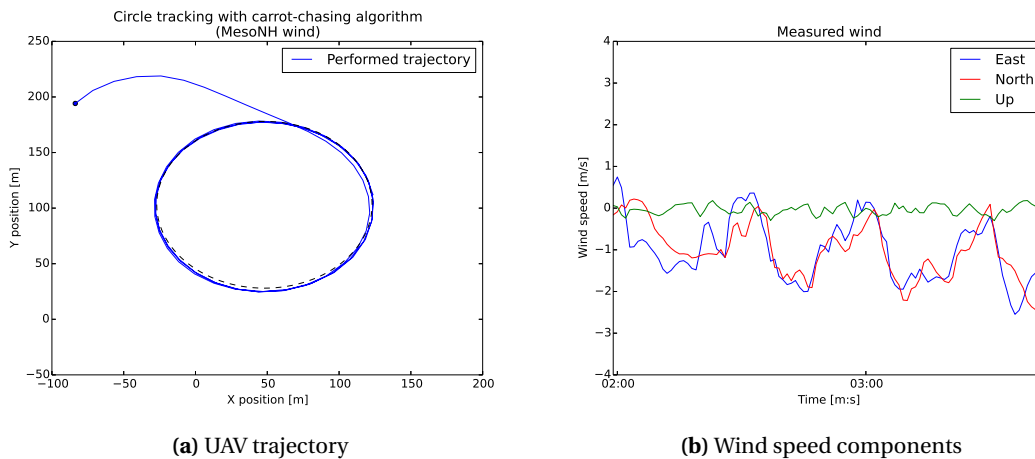 Circle tracking with carrot-chasing algorithm
(MesoNH wind)
Performed trajectory
250
200
150
100
50
0
−50
Y position [m]
−100
−50
0
50
100
150
200
X position [m]
(a) UAV trajectory
Measured wind
East
North
Up
4
3
2
1
0
−1
−2
−3
−4
Wind speed [m/s]
02:00
03:00
Time [m:s]
(b) Wind speed components